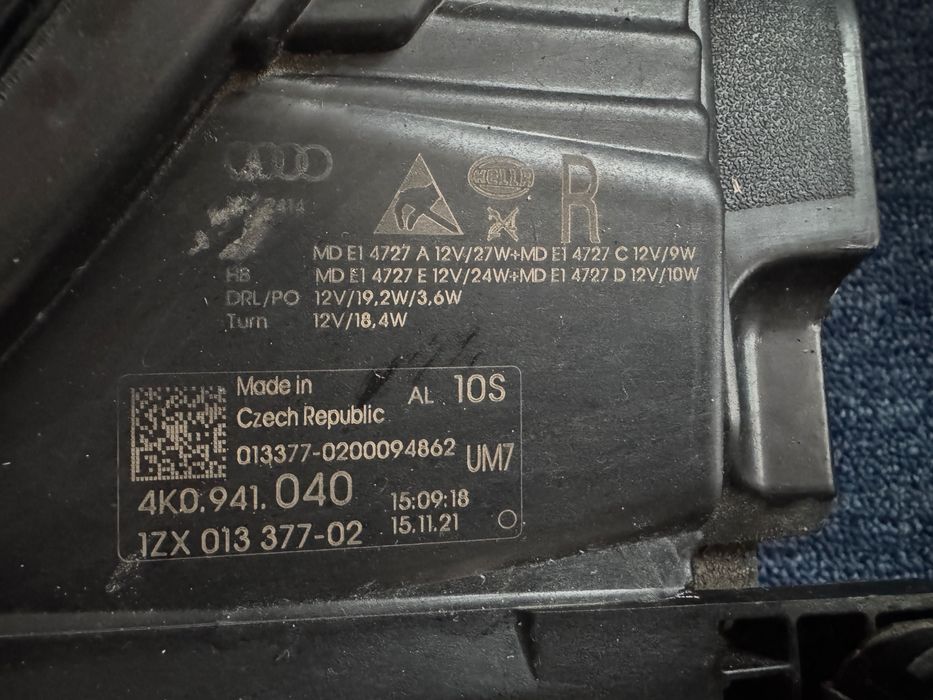 HELLA
R
2414
MD E1 4727 A 12V/27W+MD E1 4727 C 12V/9W
HB MD E1 4727 E 12V/24W+MD E1 4727 D 12V/10W
DRL/PO 12V/19,2W/3,6W
Turn 12V/18,4W
Made in AL 10S
Czech Republic
013377-0200094862 UM7
4K0.941.040 15:09:18
1ZX 013 377-02 15.11.21